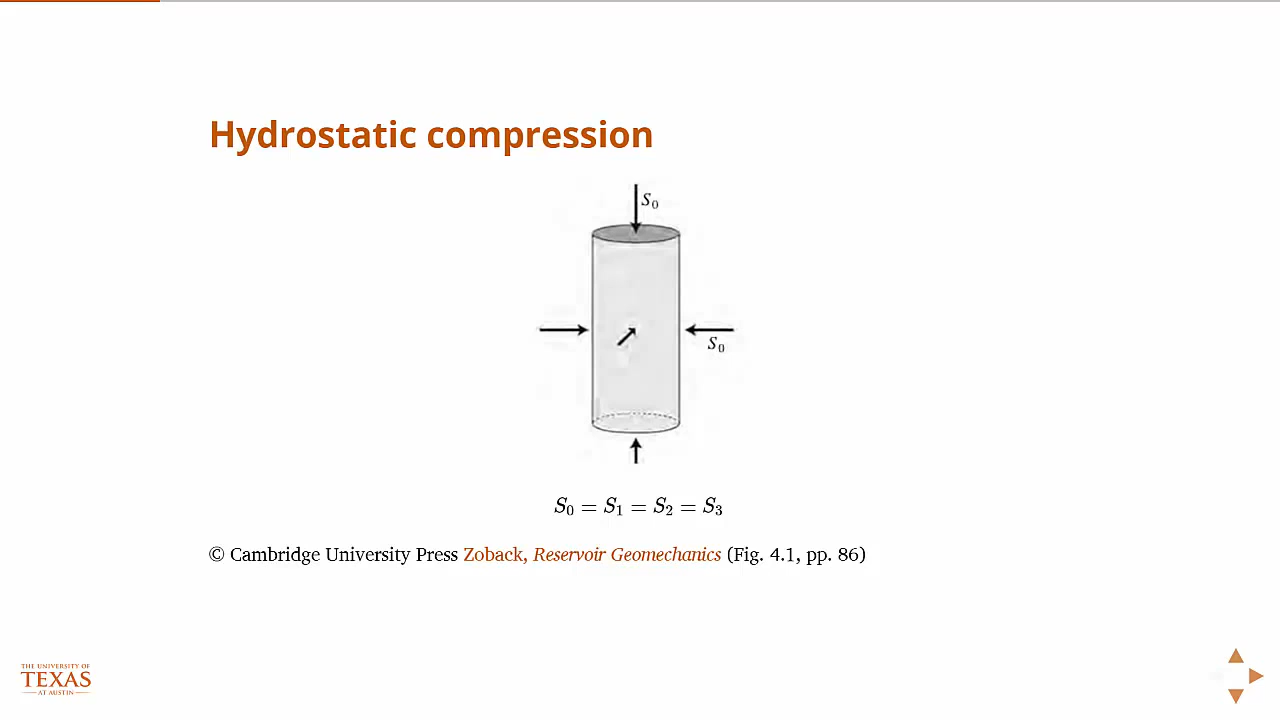 Hydrostatic compression
S₀
S₀
S₀ = S₁ = S₂ = S₃
© Cambridge University Press Zoback, Reservoir Geomechanics (Fig. 4.1, pp. 86)
THE UNIVERSITY OF
TEXAS
AT AUSTIN